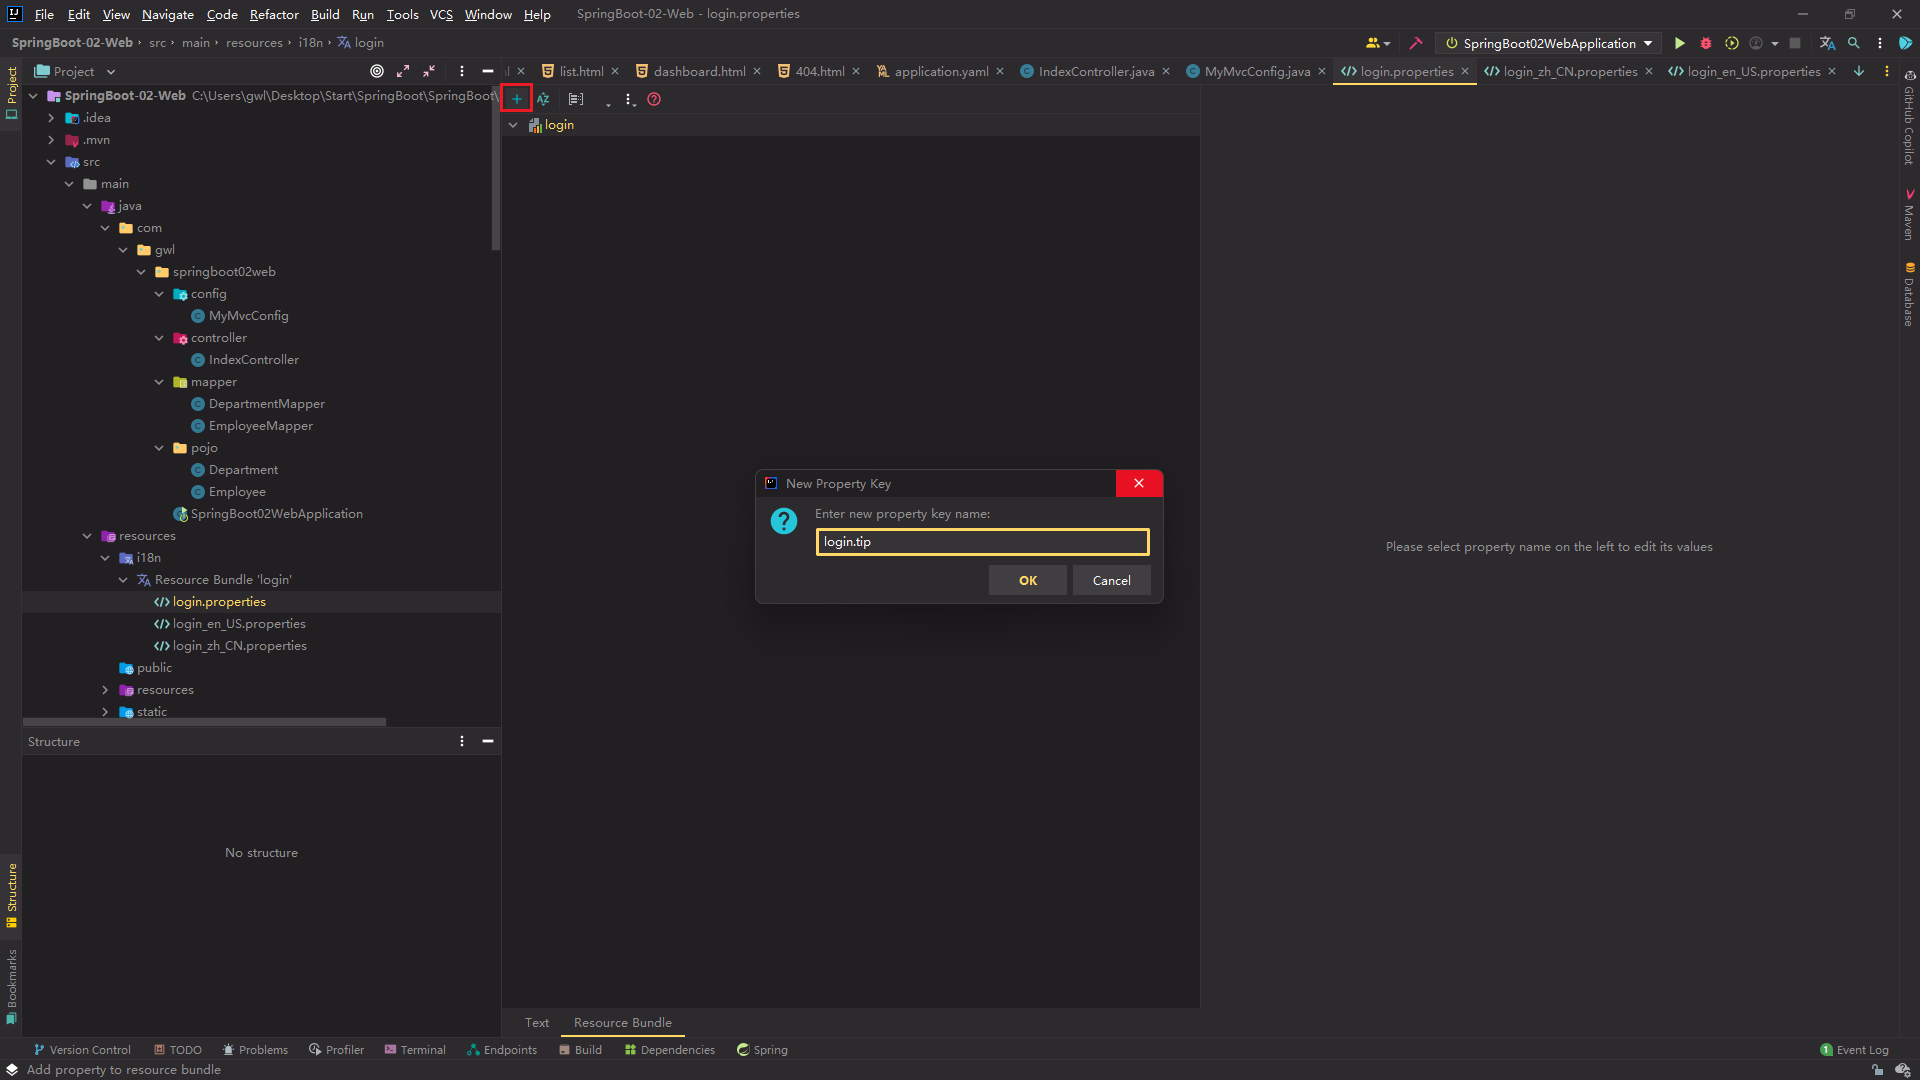 File Edit View Navigate Code Refactor Build Run Tools VCS Window Help SpringBoot-02-Web - login.properties
SpringBoot-02-Web src main resources i18n login
SpringBoot02WebApplication
Project
l list.html dashboard.html 404.html application.yaml IndexController.java MyMvcConfig.java login.properties login_zh_CN.properties login_en_US.properties
SpringBoot-02-Web C:\Users\gwl\Desktop\Start\SpringBoot\SpringBoot\
.idea
.mvn
src
main
java
com
gwl
springboot02web
config
MyMvcConfig
controller
IndexController
mapper
DepartmentMapper
EmployeeMapper
pojo
Department
Employee
SpringBoot02WebApplication
resources
i18n
Resource Bundle 'login'
login.properties
login_en_US.properties
login_zh_CN.properties
public
resources
static
Structure
No structure
login
New Property Key
Enter new property key name:
login.tip
OK Cancel
Please select property name on the left to edit its values
Text Resource Bundle
Project
Structure
Bookmarks
GitHub Copilot
Maven
Database
Version Control TODO Problems Profiler Terminal Endpoints Build Dependencies Spring 1 Event Log
Add property to resource bundle